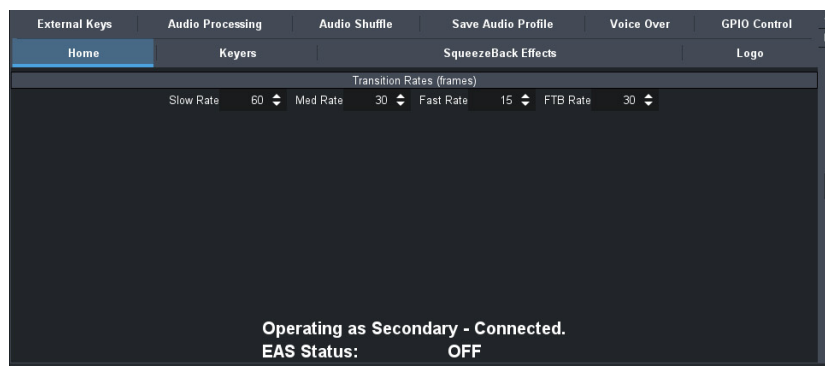 External Keys Audio Processing Audio Shuffle Save Audio Profile Voice Over GPIO Control
Home Keyers SqueezeBack Effects Logo
Transition Rates (frames)
Slow Rate 60 Med Rate 30 Fast Rate 15 FTB Rate 30
Operating as Secondary - Connected.
EAS Status: OFF